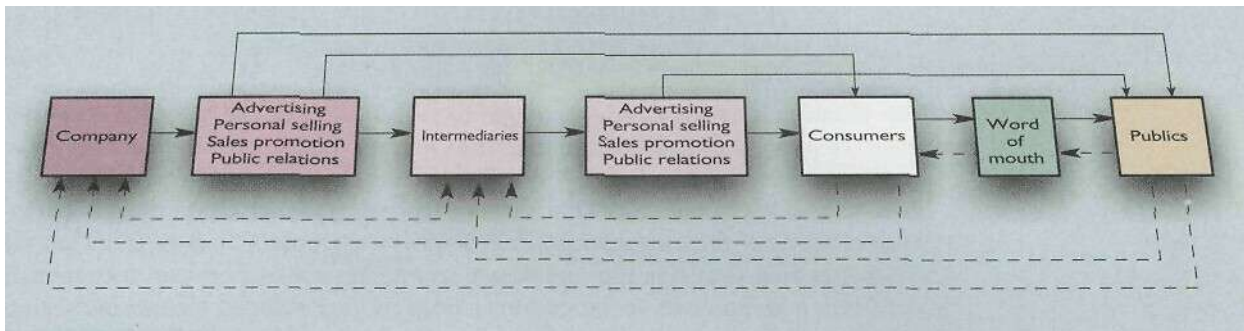 Company
Advertising
Personal selling
Sales promotion
Public relations
Intermediaries
Advertising
Personal selling
Sales promotion
Public relations
Consumers
Word
of
mouth
Publics